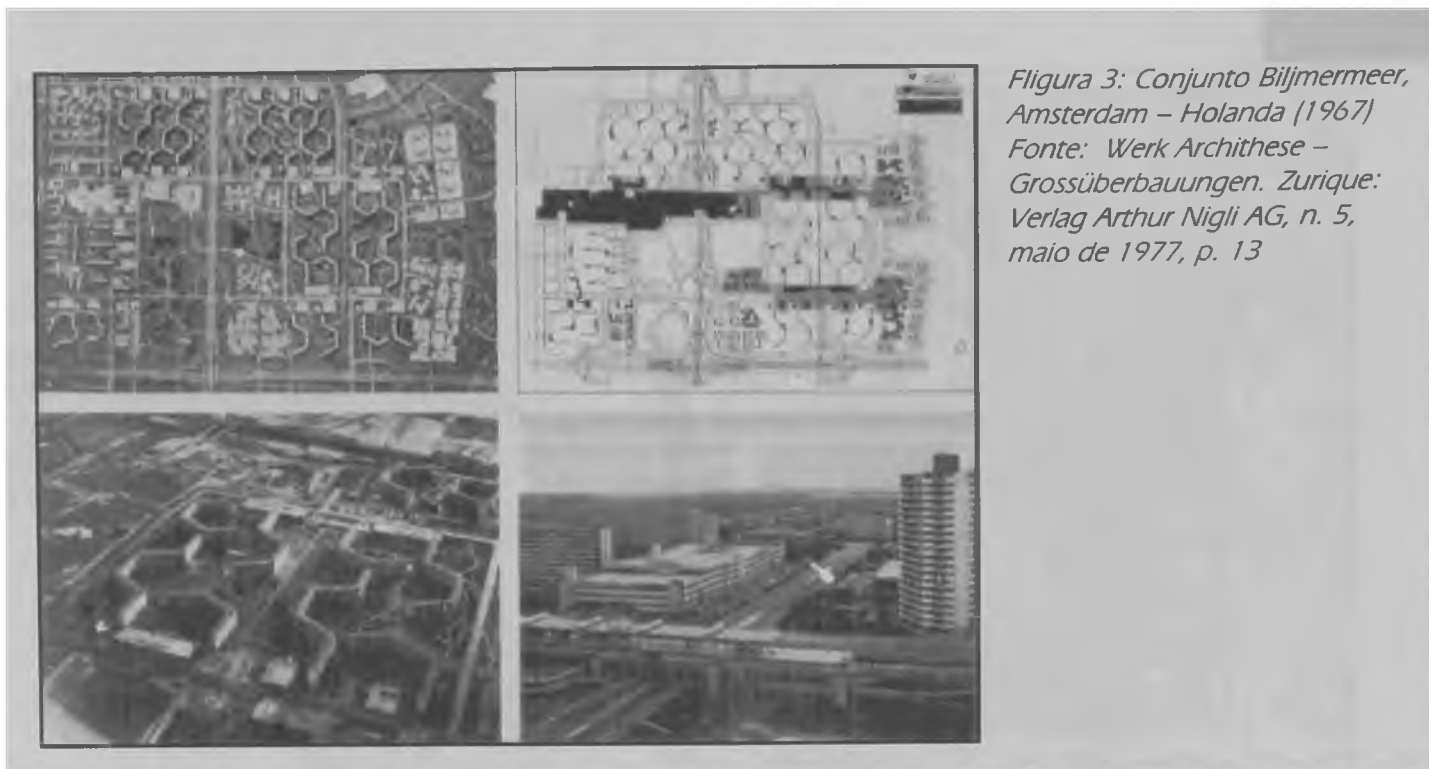 Fligura 3: Conjunto Biljmermeer,
Amsterdam – Holanda (1967)
Fonte: Werk Archithese –
Grossüberbauungen. Zurique:
Verlag Arthur Nigli AG, n. 5,
maio de 1977, p. 13